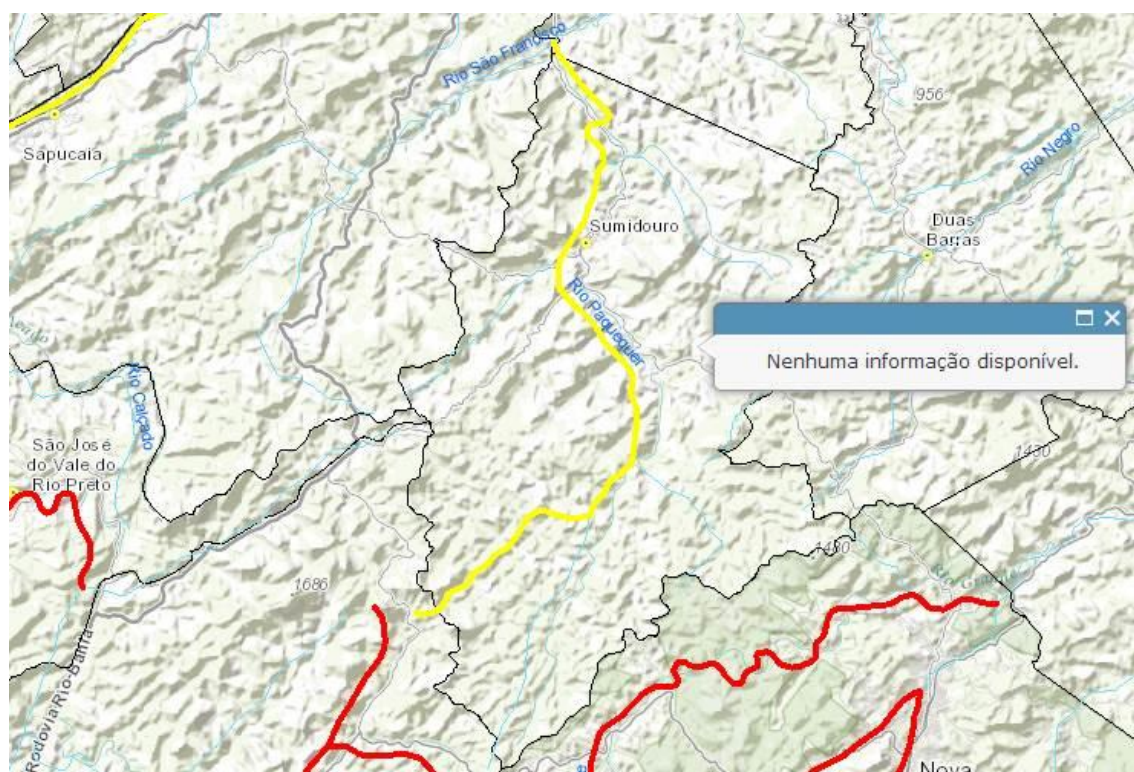 Rio São Francisco
956
Sapucaia
Rio Negro
Sumidouro
Duas
Barras
Rio Paquequer
Nenhuma informação disponível.
Rio Calçado
São José
do Vale do
Rio Preto
1430
1480
1686
Rodovia Rio-Bahia
Nova